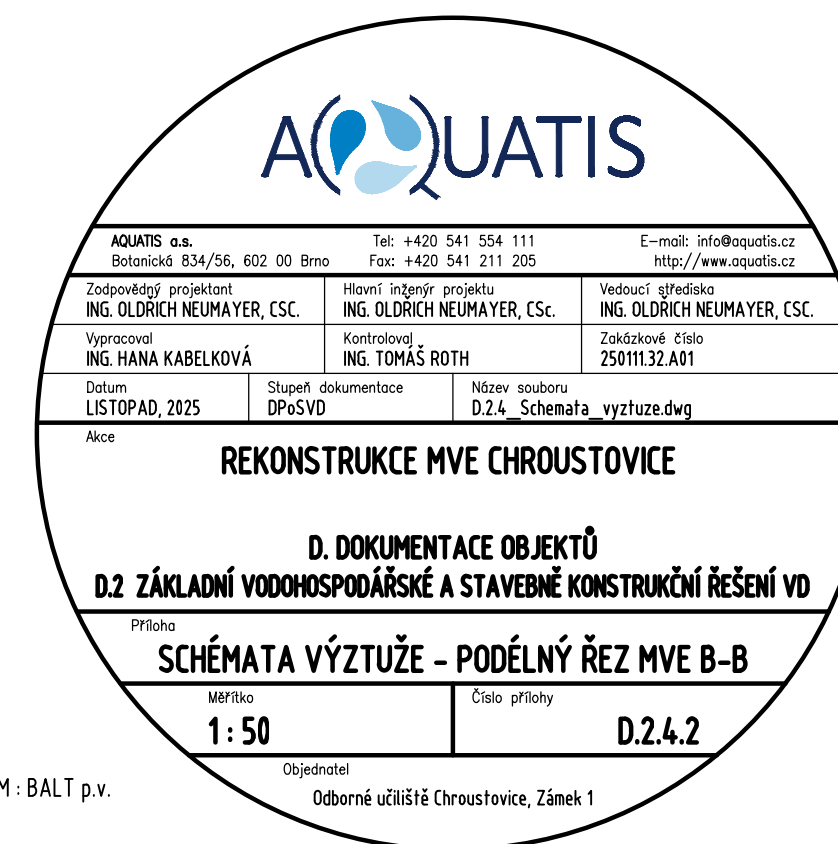 AQUATIS
AQUATIS a.s. Tel: +420 541 554 111 E-mail: info@aquatis.cz
Botanická 834/56, 602 00 Brno Fax: +420 541 211 205 http://www.aquatis.cz
Zodpovědný projektant Hlavní inženýr projektu Vedoucí střediska
ING. OLDŘICH NEUMAYER, CSC. ING. OLDŘICH NEUMAYER, CSc. ING. OLDŘICH NEUMAYER, CSC.
Vypracoval Kontroloval Zakázkové číslo
ING. HANA KABELKOVÁ ING. TOMÁŠ ROTH 250111.32.A01
Datum Stupeň dokumentace Název souboru
LISTOPAD, 2025 DPoSVD D.2.4_Schemata_vyztuze.dwg
Akce
REKONSTRUKCE MVE CHROUSTOVICE
D. DOKUMENTACE OBJEKTŮ
D.2 ZÁKLADNÍ VODOHOSPODÁŘSKÉ A STAVEBNĚ KONSTRUKČNÍ ŘEŠENÍ VD
Příloha
SCHÉMATA VÝZTUŽE - PODÉLNÝ ŘEZ MVE B-B
Měřítko Číslo přílohy
1 : 50 D.2.4.2
M : BALT p.v.
Objednatel
Odborné učiliště Chroustovice, Zámek 1